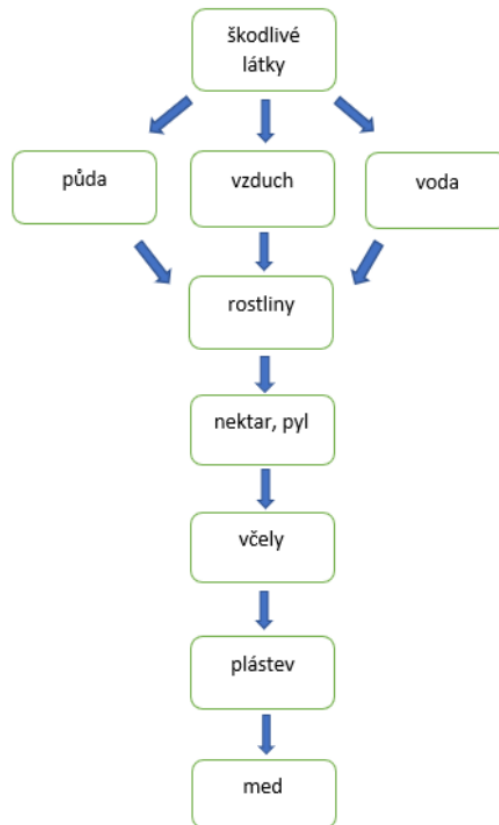 škodlivé
látky
půda
vzduch
voda
rostliny
nektar, pyl
včely
plástev
med